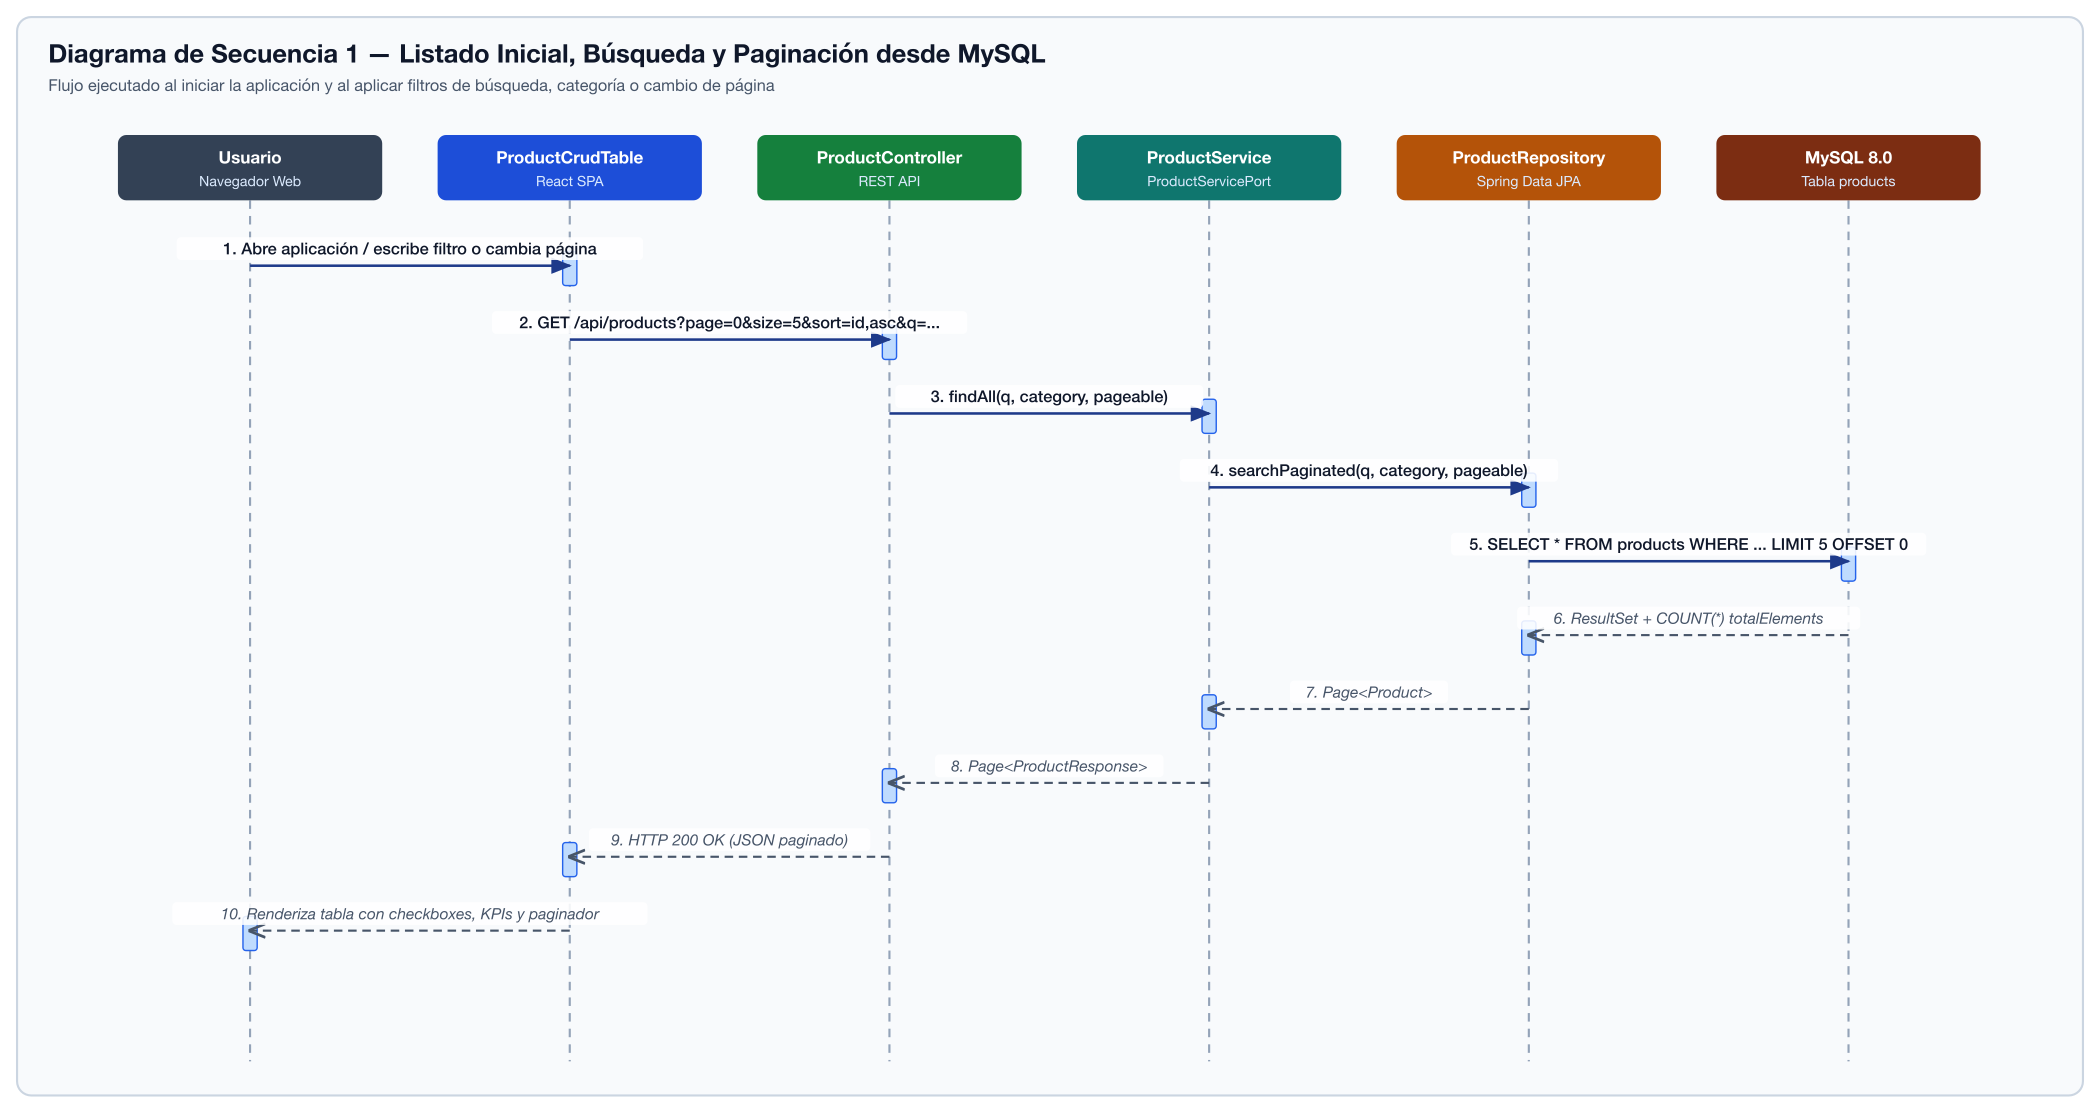 Diagrama de Secuencia 1 — Listado Inicial, Búsqueda y Paginación desde MySQL
Flujo ejecutado al iniciar la aplicación y al aplicar filtros de búsqueda, categoría o cambio de página
Usuario
Navegador Web
ProductCrudTable
React SPA
ProductController
REST API
ProductService
ProductServicePort
ProductRepository
Spring Data JPA
MySQL 8.0
Tabla products
1. Abre aplicación / escribe filtro o cambia página
2. GET /api/products?page=0&size=5&sort=id,asc&q=...
3. findAll(q, category, pageable)
4. searchPaginated(q, category, pageable)
5. SELECT * FROM products WHERE ... LIMIT 5 OFFSET 0
6. ResultSet + COUNT(*) totalElements
7. Page<Product>
8. Page<ProductResponse>
9. HTTP 200 OK (JSON paginado)
10. Renderiza tabla con checkboxes, KPIs y paginador